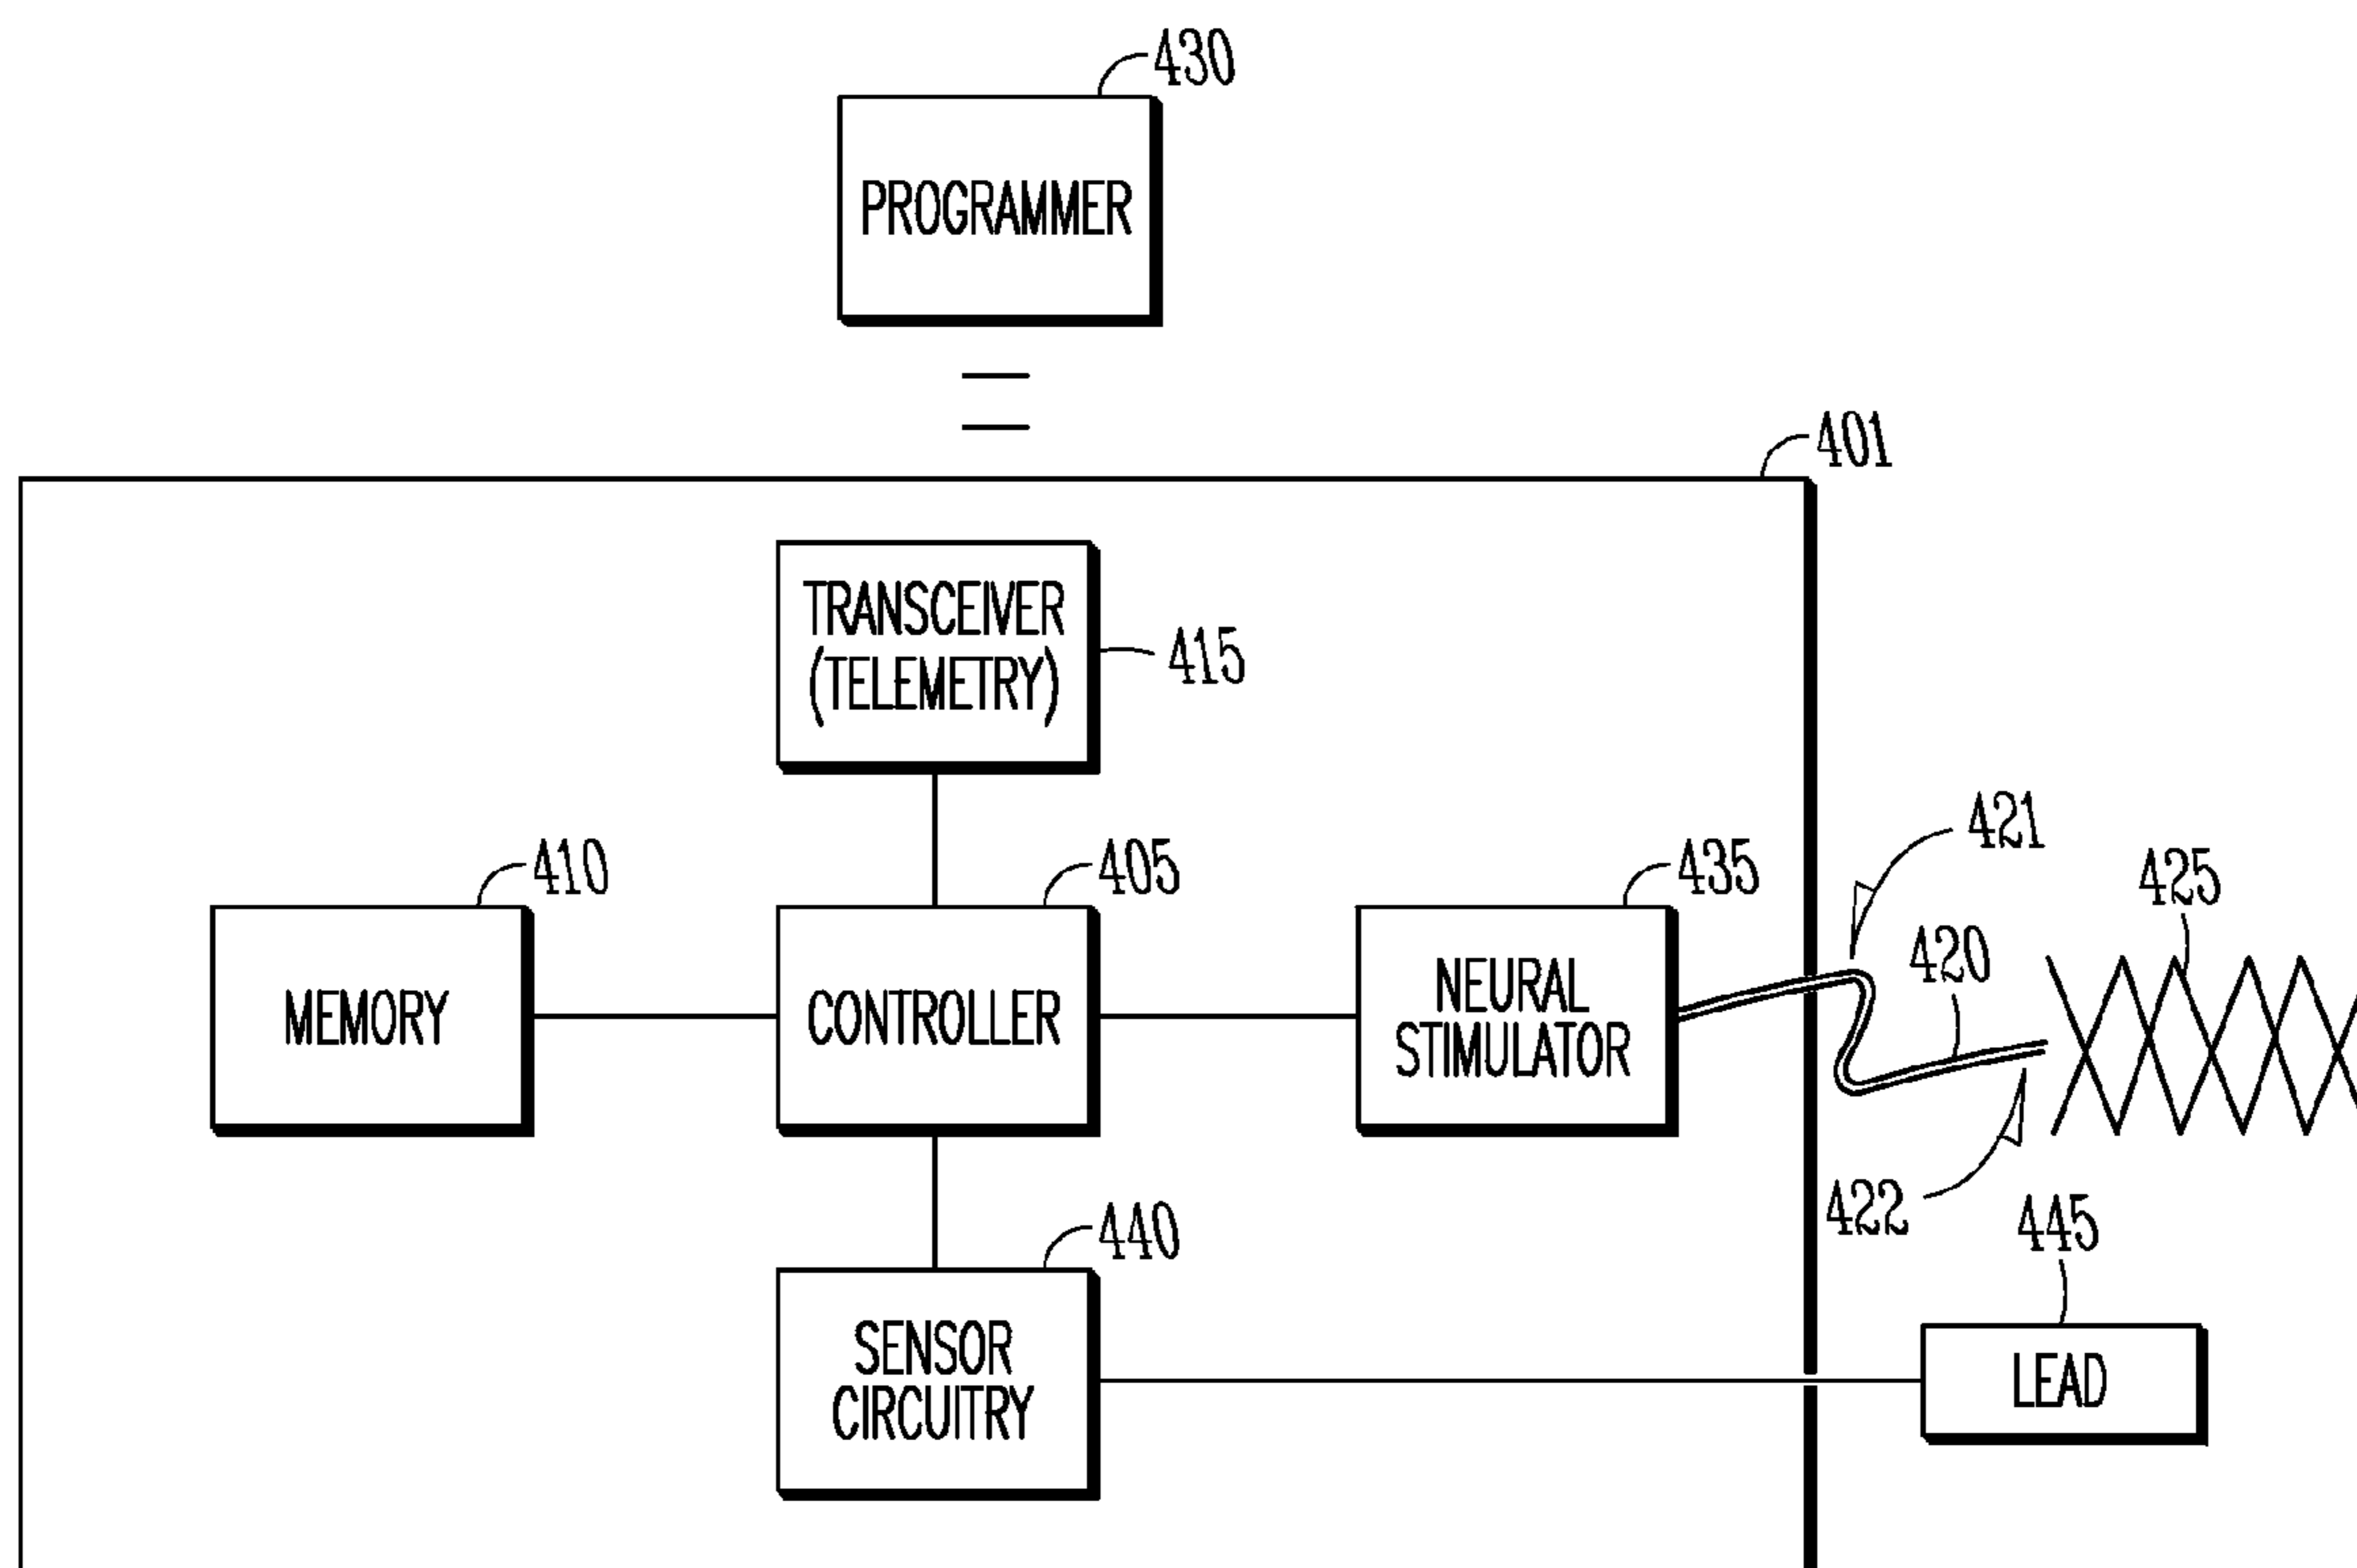 430
PROGRAMMER
401
TRANSCEIVER
(TELEMETRY)
415
410
MEMORY
405
CONTROLLER
435
NEURAL
STIMULATOR
421
420
425
422
440
SENSOR
CIRCUITRY
445
LEAD